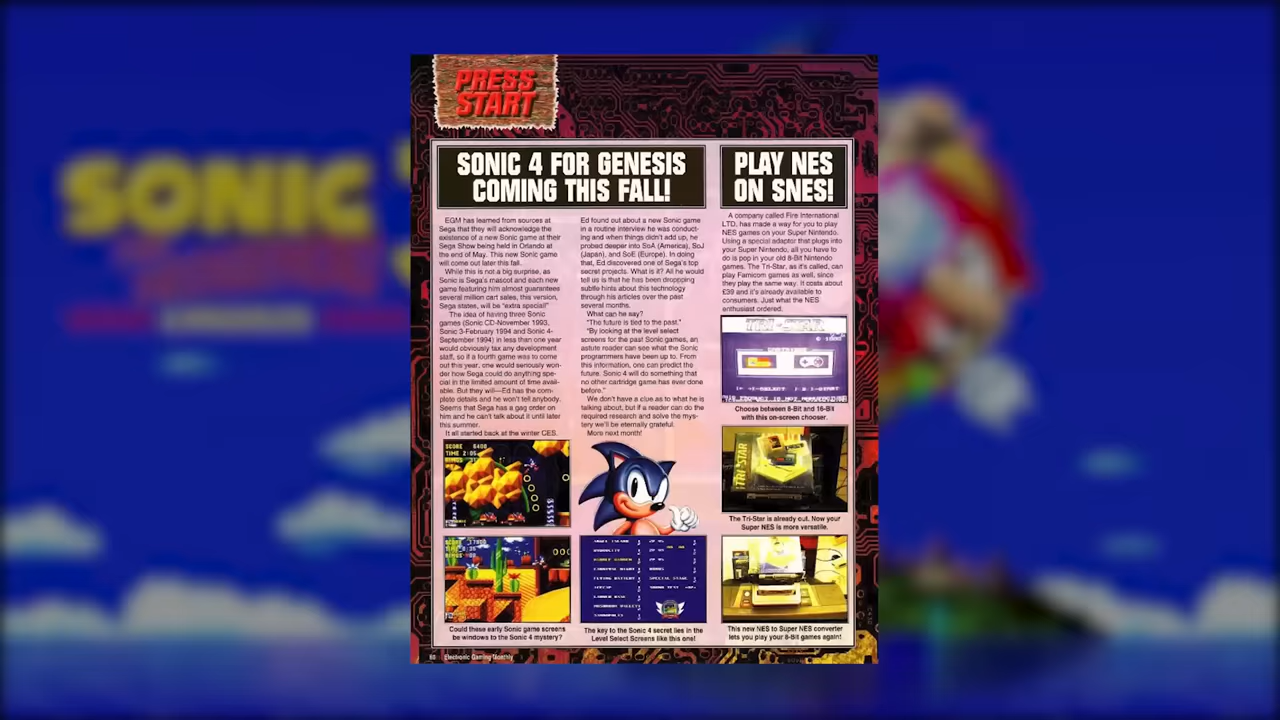 SONIC
PRESS
START
SONIC 4 FOR GENESIS
COMING THIS FALL!
EGM has learned from sources at
Sega that they will acknowledge the
existence of a new Sonic game at their
Sega Show being held in Orlando at
the end of May. This new Sonic game
will come out later this fall.
While this is not a big surprise, as
Sonic is Sega's mascot and each new
game featuring him almost guarantees
several million cart sales, this version,
Sega states, will be "extra special!"
The idea of having three Sonic
games (Sonic CD-November 1993,
Sonic 3-February 1994 and Sonic 4-
September 1994) in less than one year
would obviously tax any development
staff, so if a fourth game was to come
out this year, one would seriously won-
der how Sega could do anything spe-
cial in the limited amount of time avail-
able. But they will—Ed has the com-
plete details and he won't tell anybody.
Seems that Sega has a gag order on
him and he can't talk about it until later
this summer.
It all started back at the winter CES.
Ed found out about a new Sonic game
in a routine interview he was conduct-
ing and when things didn't add up, he
probed deeper into SoA (America), SoJ
(Japan), and SoE (Europe). In doing
that, Ed discovered one of Sega's top
secret projects. What is it? All he would
tell us is that he has been droppping
subtle hints about this technology
through his articles over the past
several months.
What can he say?
"The future is tied to the past."
"By looking at the level select
screens for the past Sonic games, an
astute reader can see what the Sonic
programmers have been up to. From
this information, one can predict the
future. Sonic 4 will do something that
no other cartridge game has ever done
before."
We don't have a clue as to what he is
talking about, but if a reader can do the
required research and solve the mys-
tery we'll be eternally grateful.
More next month!
SCORE 6400
TIME 2:05
Could these early Sonic game screens
be windows to the Sonic 4 mystery?
FLYING BATTERY
SPECIAL STAGE
The key to the Sonic 4 secret lies in the
Level Select Screens like this one!
PLAY NES
ON SNES!
A company called Fire International
LTD. has made a way for you to play
NES games on your Super Nintendo.
Using a special adaptor that plugs into
your Super Nintendo, all you have to
do is pop in your old 8-Bit Nintendo
games. The Tri-Star, as it's called, can
play Famicom games as well, since
they play the same way. It costs about
£39 and it's already available to
consumers. Just what the NES
enthusiast ordered.
TRI-STAR
Choose between 8-Bit and 16-Bit
with this on-screen chooser.
TRI STAR
The Tri-Star is already out. Now your
Super NES is more versatile.
This new NES to Super NES converter
lets you play your 8-Bit games again!
60 Electronic Gaming Monthly